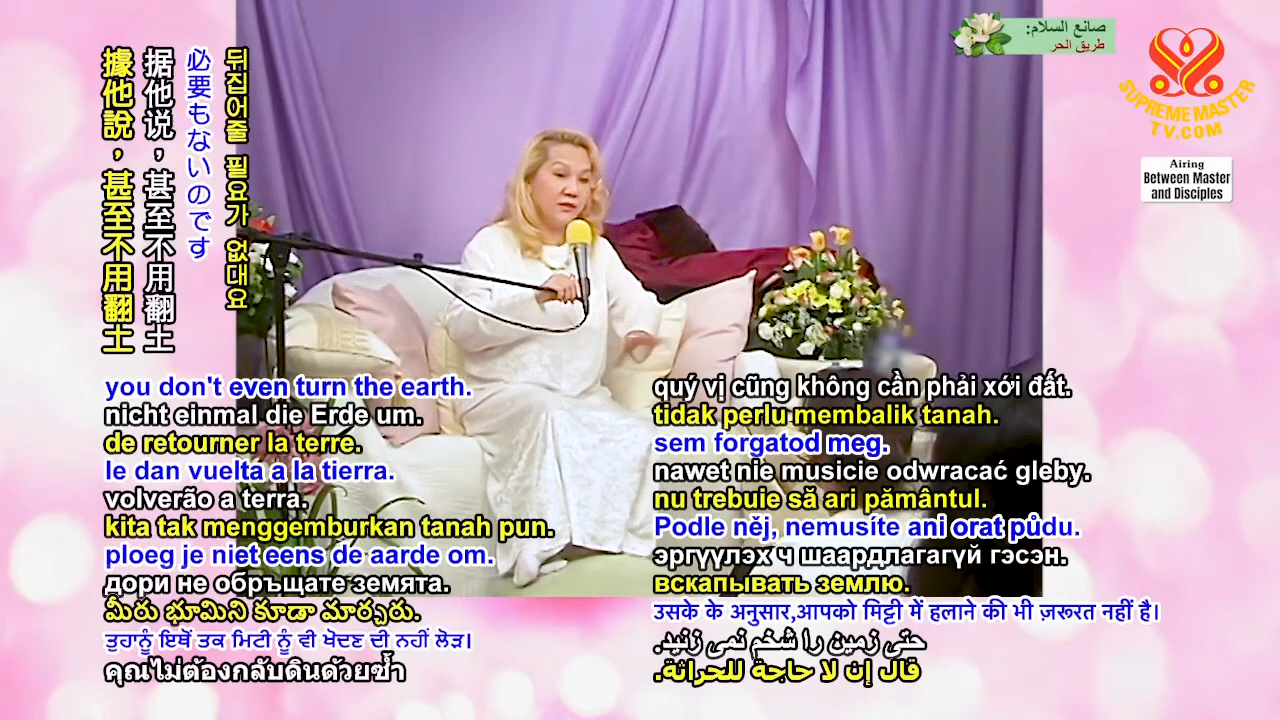 صانع السلام:
طريق الحر
SUPREME MASTER
TV.COM
Airing
Between Master
and Disciples
뒤집어줄 필요가 없대요
必要もないのです
据他说，甚至不用翻土
據他說，甚至不用翻土
you don't even turn the earth.
nicht einmal die Erde um.
de retourner la terre.
le dan vuelta a la tierra.
volverão a terra.
kita tak menggemburkan tanah pun.
ploeg je niet eens de aarde om.
дори не обръщате земята.
మీరు భూమిని కూడా మార్చరు.
ਤੁਹਾਨੂੰ ਇਥੋਂ ਤਕ ਮਿਟੀ ਨੂੰ ਵੀ ਖੋਦਣ ਦੀ ਨਹੀਂ ਲੋੜ।
คุณไม่ต้องกลับดินด้วยซ้ำ
quý vị cũng không cần phải xới đất.
tidak perlu membalik tanah.
sem forgatod meg.
nawet nie musicie odwracać gleby.
nu trebuie să ari pământul.
Podle něj, nemusíte ani orat půdu.
эргүүлэх ч шаардлагагүй гэсэн.
вскапывать землю.
उसके के अनुसार,आपको मिट्टी में हलाने की भी ज़रूरत नहीं है।
حتی زمین را شخم نمی زنید.
قال إن لا حاجة للحراثة.